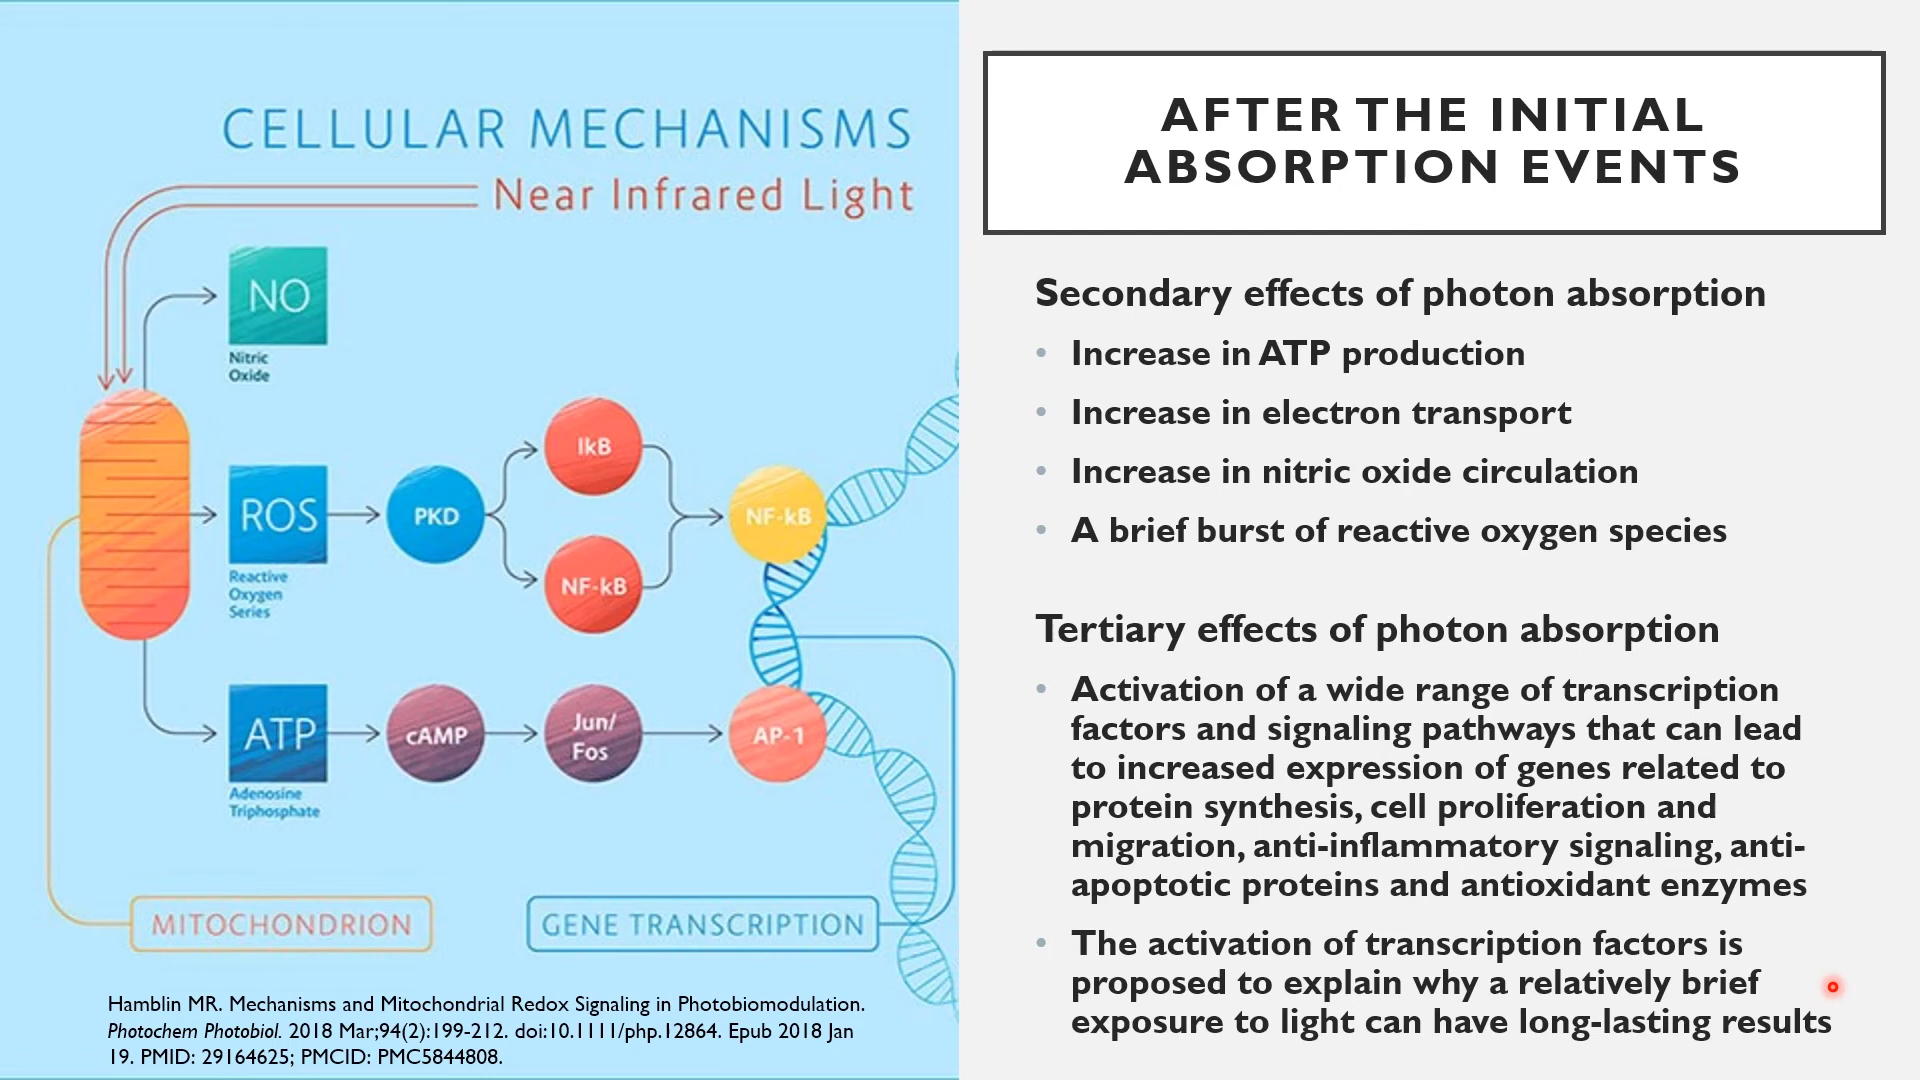 CELLULAR MECHANISMS
Near Infrared Light
NO
Nitric
Oxide
IkB
ROS
PKD
NF-kB
NF-kB
Reactive
Oxygen
Series
ATP
cAMP
Jun/
Fos
AP-1
Adenosine
Triphosphate
MITOCHONDRION
GENE TRANSCRIPTION
Hamblin MR. Mechanisms and Mitochondrial Redox Signaling in Photobiomodulation.
Photochem Photobiol. 2018 Mar;94(2):199-212. doi:10.1111/php.12864. Epub 2018 Jan
19. PMID: 29164625; PMCID: PMC5844808.
AFTER THE INITIAL
ABSORPTION EVENTS
Secondary effects of photon absorption
• Increase in ATP production
• Increase in electron transport
• Increase in nitric oxide circulation
• A brief burst of reactive oxygen species
Tertiary effects of photon absorption
• Activation of a wide range of transcription
factors and signaling pathways that can lead
to increased expression of genes related to
protein synthesis, cell proliferation and
migration, anti-inflammatory signaling, anti-
apoptotic proteins and antioxidant enzymes
• The activation of transcription factors is
proposed to explain why a relatively brief
exposure to light can have long-lasting results